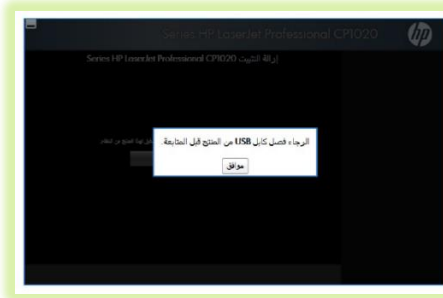 Series HP LaserJet Professional CP1020
hp
إزالة التثبيت Series HP LaserJet Professional CP1020
الرجاء فصل كابل USB من المنتج قبل المتابعة.
موافق